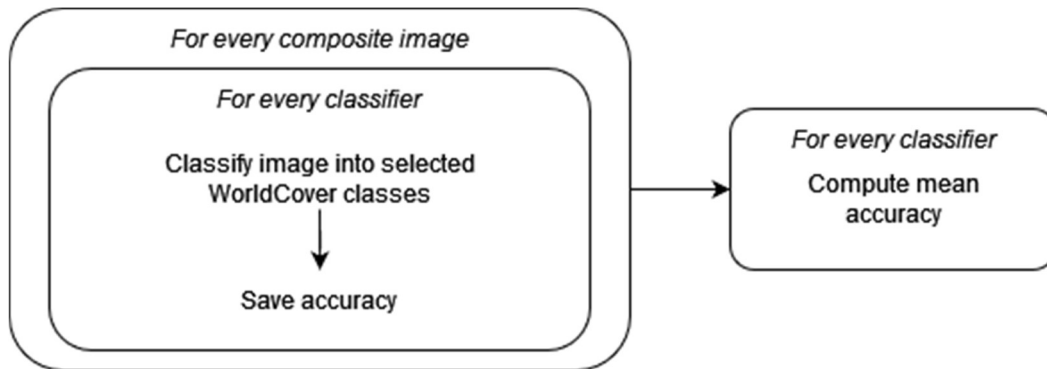 For every composite image
For every classifier
Classify image into selected
WorldCover classes
Save accuracy
For every classifier
Compute mean
accuracy